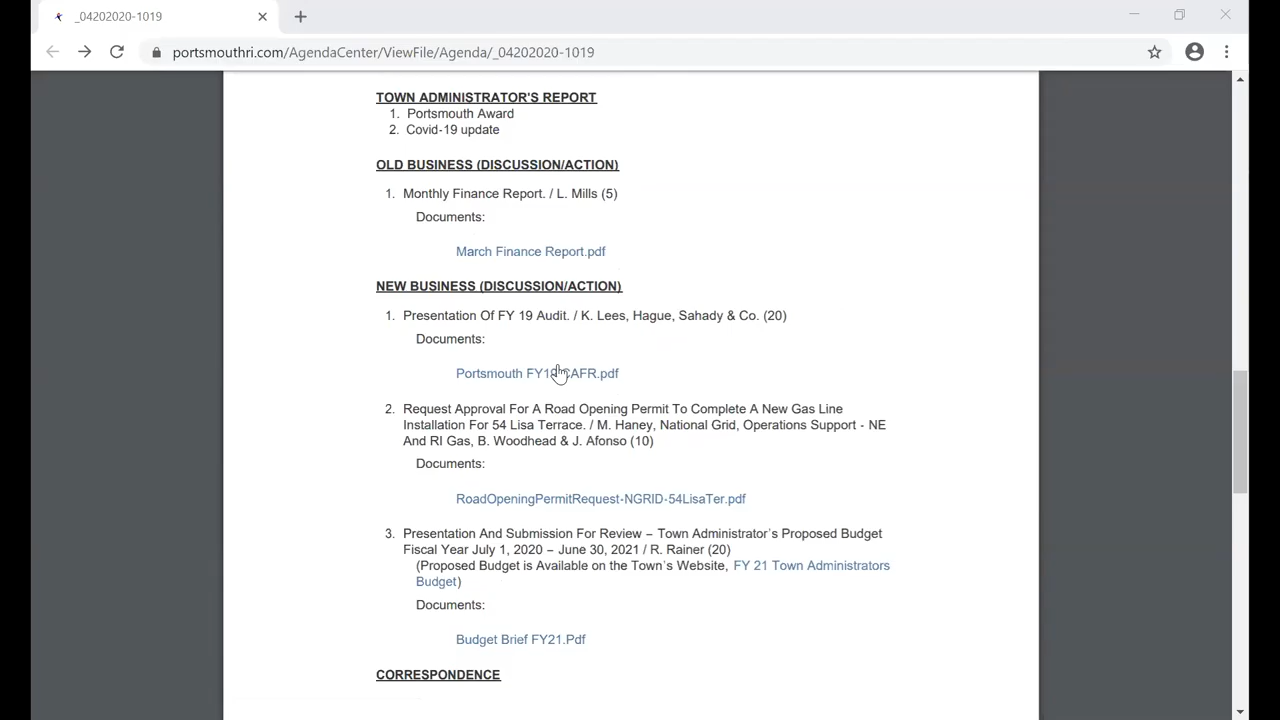 _04202020-1019
portsmouthri.com/AgendaCenter/ViewFile/Agenda/_04202020-1019
TOWN ADMINISTRATOR'S REPORT
1. Portsmouth Award
2. Covid-19 update
OLD BUSINESS (DISCUSSION/ACTION)
1. Monthly Finance Report. / L. Mills (5)
Documents:
March Finance Report.pdf
NEW BUSINESS (DISCUSSION/ACTION)
1. Presentation Of FY 19 Audit. / K. Lees, Hague, Sahady & Co. (20)
Documents:
Portsmouth
2. Request Approval For A Road Opening Permit To Complete A New Gas Line
Installation For 54 Lisa Terrace. / M. Haney, National Grid, Operations Support - NE
And RI Gas, B. Woodhead & J. Afonso (10)
Documents:
RoadOpeningPermitRequest-NGRID-54LisaTer.pdf
3. Presentation And Submission For Review – Town Administrator's Proposed Budget
Fiscal Year July 1, 2020 – June 30, 2021 / R. Rainer (20)
(Proposed Budget is Available on the Town's Website, FY 21 Town Administrators
Budget)
Documents:
Budget Brief FY21.Pdf
CORRESPONDENCE